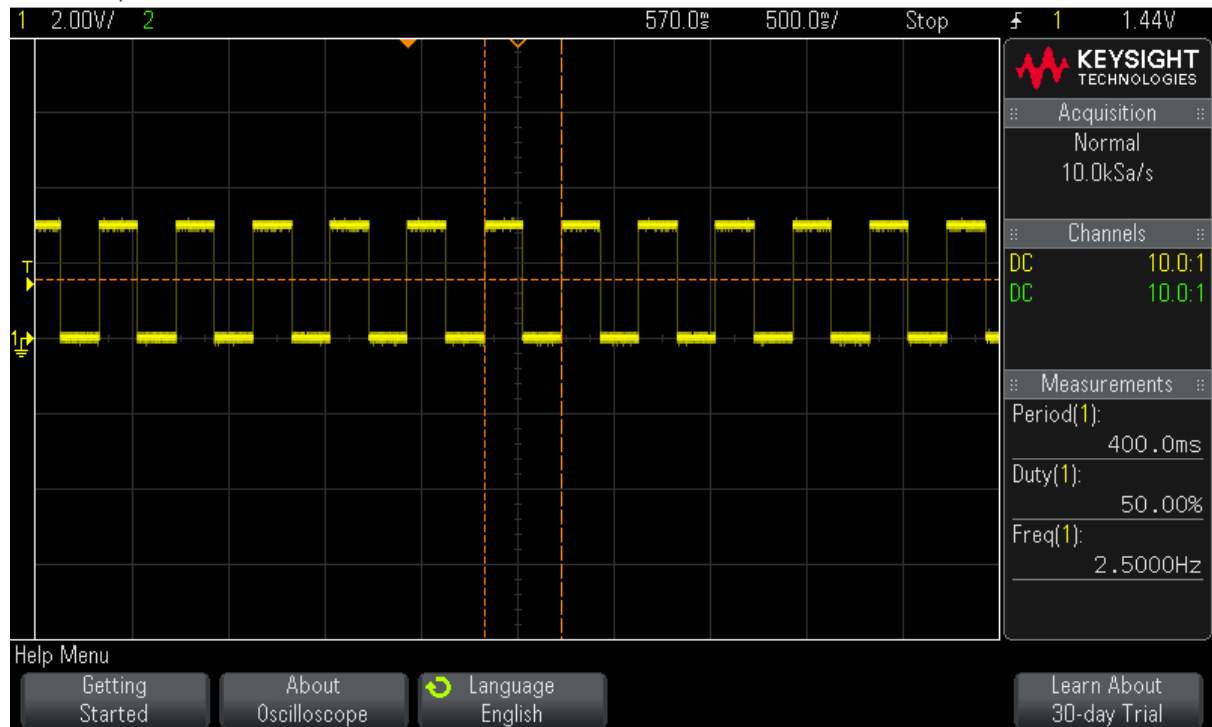 1 2.00V/ 2 570.0ms 500.0ms/ Stop 1 1.44V
KEYSIGHT
TECHNOLOGIES
Acquisition
Normal
10.0kSa/s
Channels
DC 10.0:1
DC 10.0:1
T
1
Measurements
Period(1):
400.0ms
Duty(1):
50.00%
Freq(1):
2.5000Hz
Help Menu
Getting
Started
About
Oscilloscope
Language
English
Learn About
30-day Trial